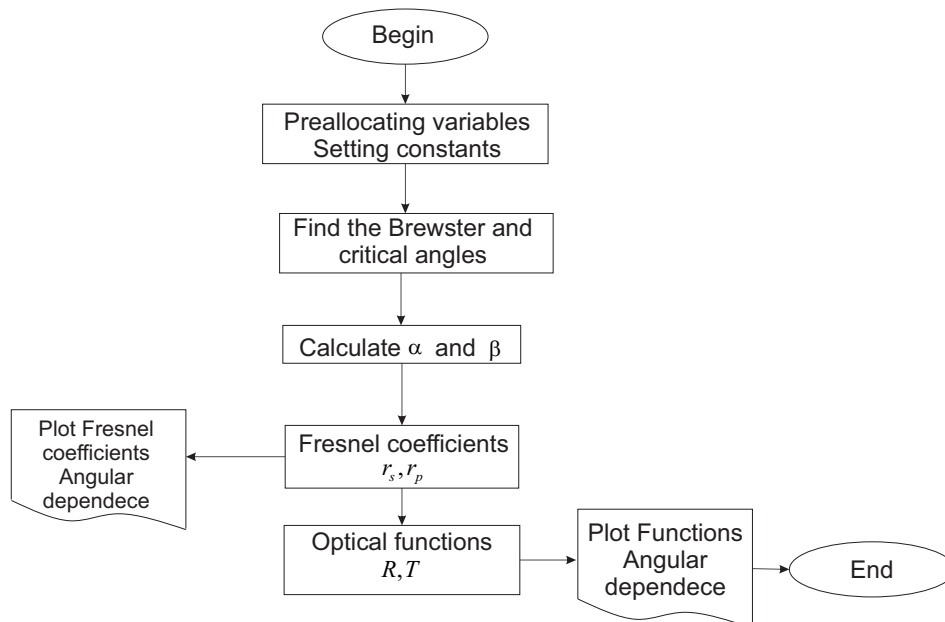 Begin
Preallocating variables
Setting constants
Find the Brewster and
critical angles
Calculate α and β
Plot Fresnel
coefficients
Angular
dependece
Fresnel coefficients
r_s, r_p
Optical functions
R, T
Plot Functions
Angular
dependece
End